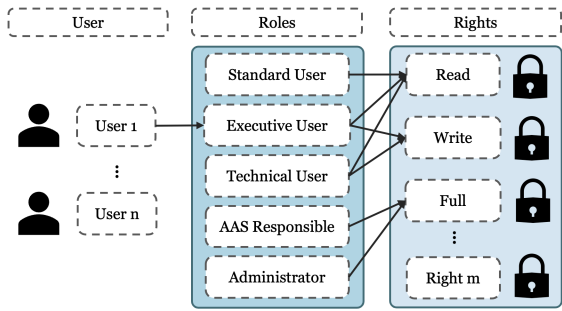 User
Roles
Rights
Standard User
Read
User 1
Executive User
Write
Technical User
User n
Full
AAS Responsible
Administrator
Right m